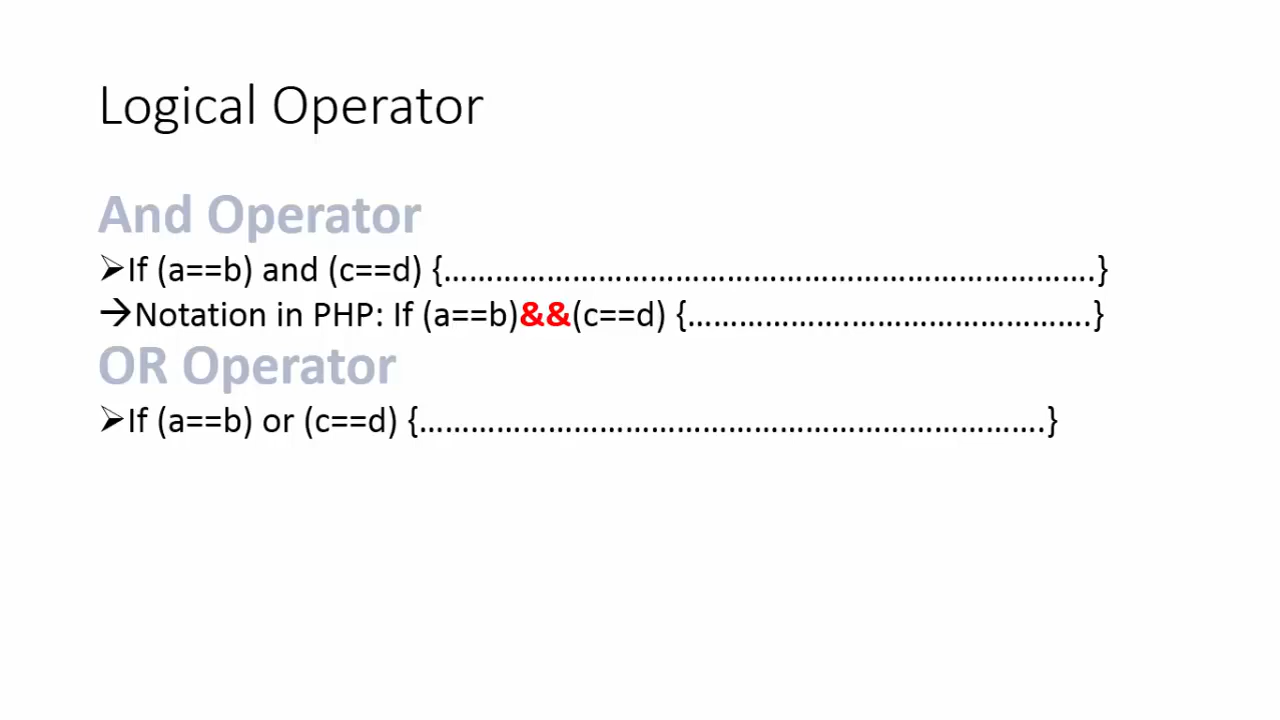 Logical Operator
And Operator
➢If (a==b) and (c==d) {………………………………………………………………….}
→Notation in PHP: If (a==b)&&(c==d) {……………….……………………….}
OR Operator
➢If (a==b) or (c==d) {……………………………………………………………….}